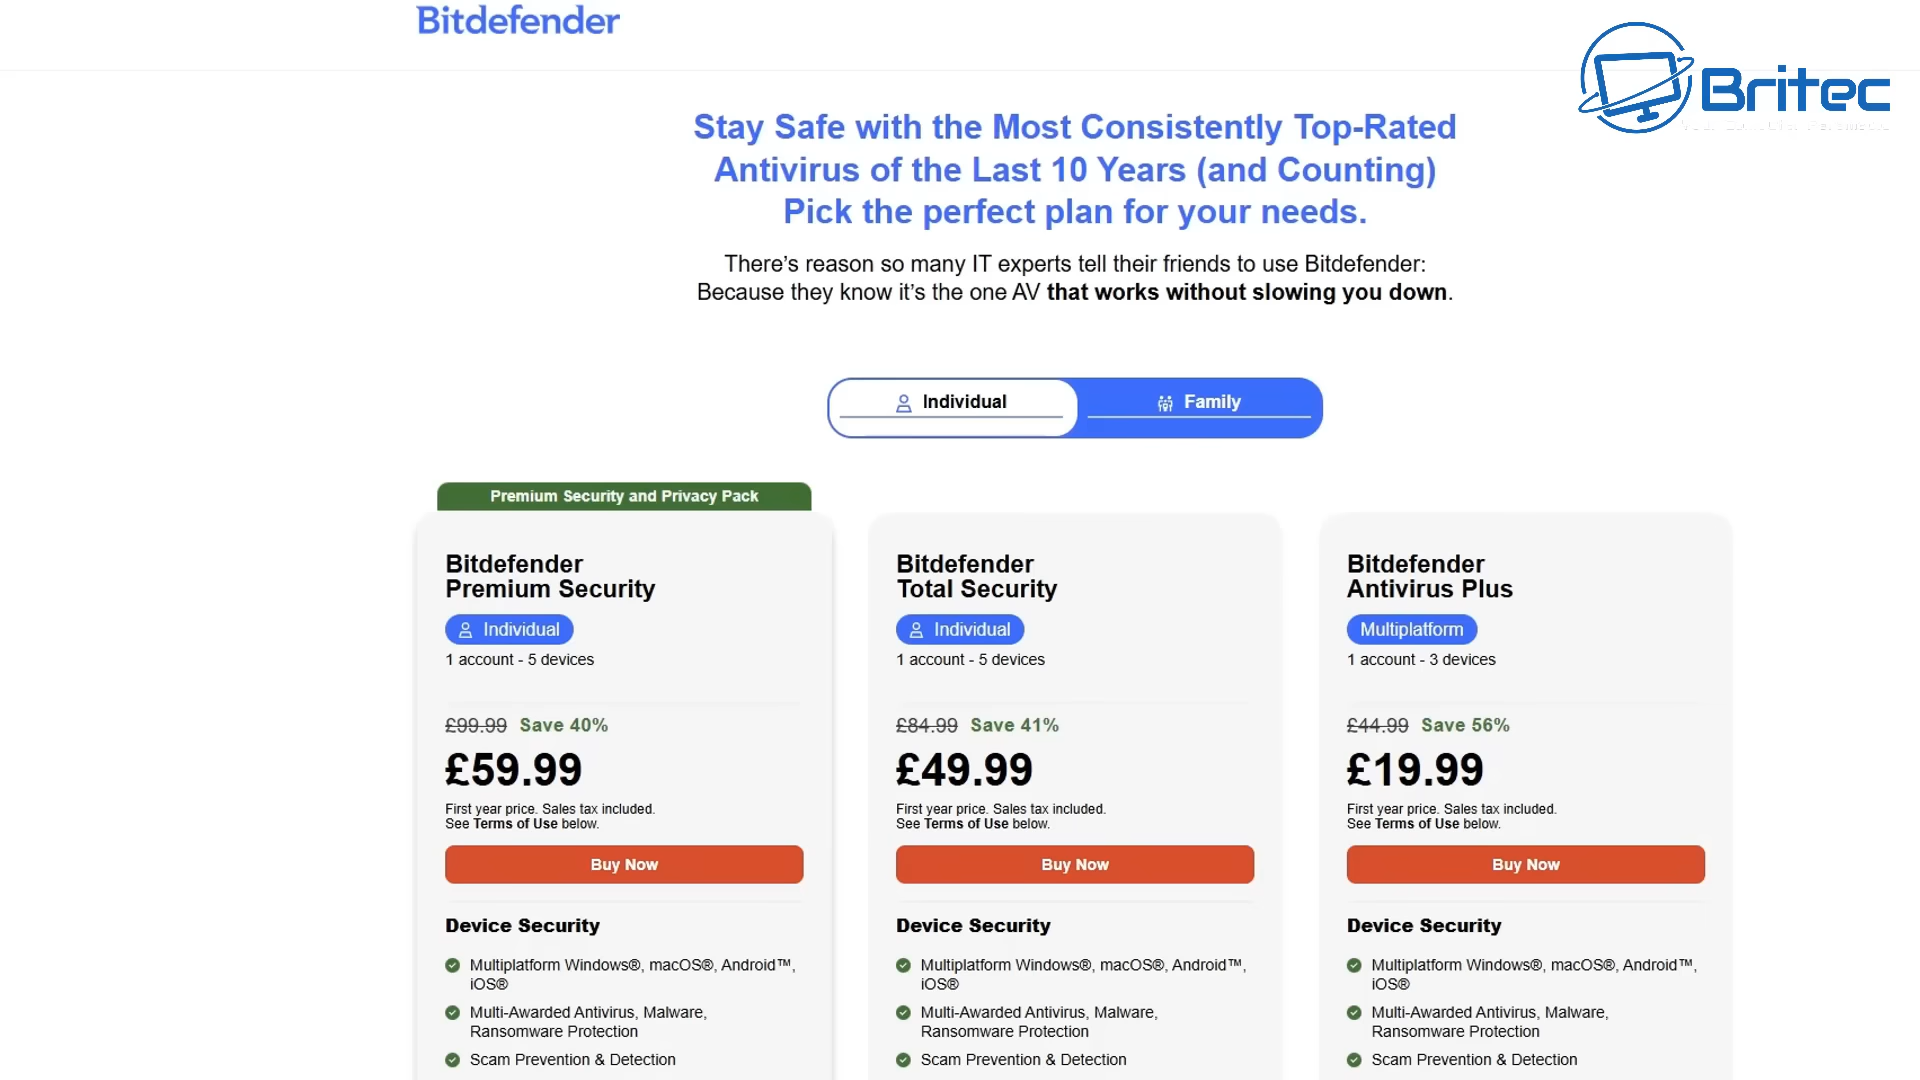 Bitdefender
Britec
Stay Safe with the Most Consistently Top-Rated
Antivirus of the Last 10 Years (and Counting)
Pick the perfect plan for your needs.
There’s reason so many IT experts tell their friends to use Bitdefender:
Because they know it’s the one AV that works without slowing you down.
Individual
Family
Premium Security and Privacy Pack
Bitdefender
Premium Security
Individual
1 account - 5 devices
£99.99 Save 40%
£59.99
First year price. Sales tax included.
See Terms of Use below.
Buy Now
Device Security
Multiplatform Windows®, macOS®, Android™,
iOS®
Multi-Awarded Antivirus, Malware,
Ransomware Protection
Scam Prevention & Detection
Bitdefender
Total Security
Individual
1 account - 5 devices
£84.99 Save 41%
£49.99
First year price. Sales tax included.
See Terms of Use below.
Buy Now
Device Security
Multiplatform Windows®, macOS®, Android™,
iOS®
Multi-Awarded Antivirus, Malware,
Ransomware Protection
Scam Prevention & Detection
Bitdefender
Antivirus Plus
Multiplatform
1 account - 3 devices
£44.99 Save 56%
£19.99
First year price. Sales tax included.
See Terms of Use below.
Buy Now
Device Security
Multiplatform Windows®, macOS®, Android™,
iOS®
Multi-Awarded Antivirus, Malware,
Ransomware Protection
Scam Prevention & Detection